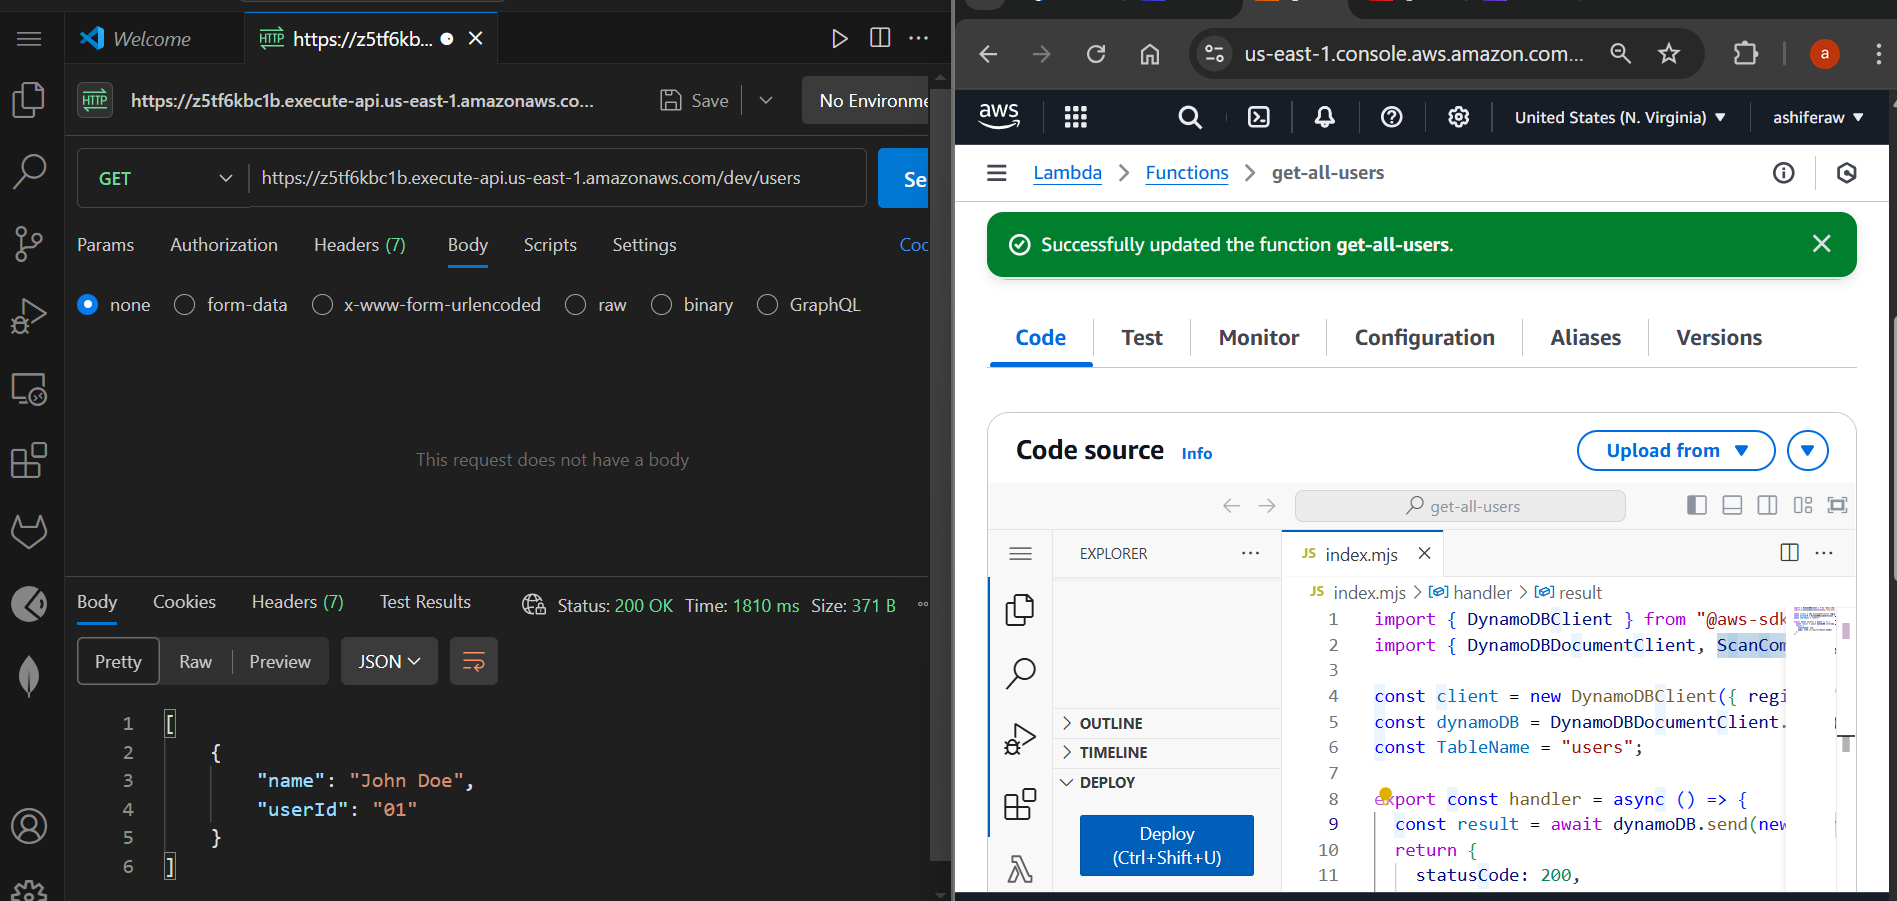 Welcome
HTTP https://z5tf6kb...
HTTP https://z5tf6kbc1b.execute-api.us-east-1.amazonaws.co... Save No Environme
GET https://z5tf6kbc1b.execute-api.us-east-1.amazonaws.com/dev/users Se
Params Authorization Headers (7) Body Scripts Settings Coo
none form-data x-www-form-urlencoded raw binary GraphQL
This request does not have a body
Body Cookies Headers (7) Test Results Status: 200 OK Time: 1810 ms Size: 371 B
Pretty Raw Preview JSON
1 [
2 {
3 "name": "John Doe",
4 "userId": "01"
5 }
6 ]
us-east-1.console.aws.amazon.com... a
aws United States (N. Virginia) ashiferaw
Lambda Functions get-all-users
Successfully updated the function get-all-users.
Code Test Monitor Configuration Aliases Versions
Code source Info Upload from
get-all-users
EXPLORER
OUTLINE
TIMELINE
DEPLOY
Deploy
(Ctrl+Shift+U)
JS index.mjs
JS index.mjs > handler > result
1 import { DynamoDBClient } from "@aws-sdk
2 import { DynamoDBDocumentClient, ScanCom
3
4 const client = new DynamoDBClient({ regi
5 const dynamoDB = DynamoDBDocumentClient.
6 const TableName = "users";
7
8 export const handler = async () => {
9 const result = await dynamoDB.send(new
10 return {
11 statusCode: 200,